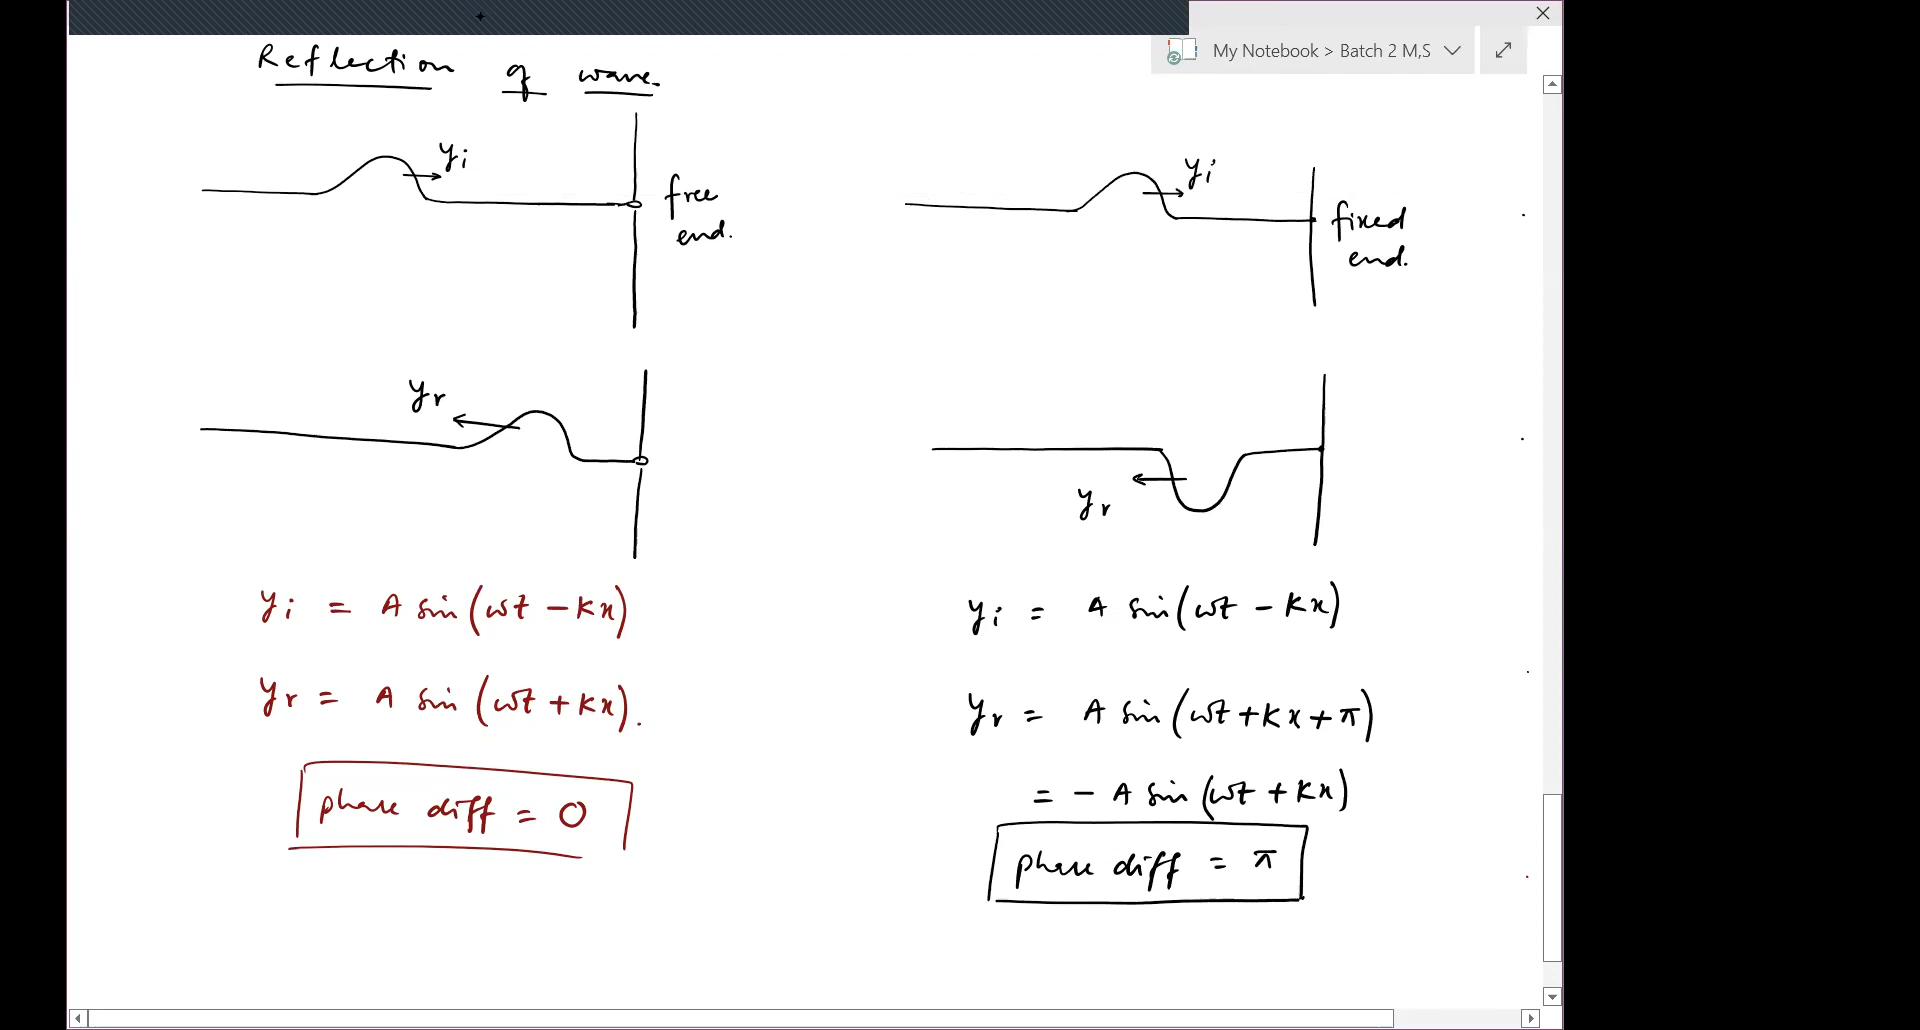 My Notebook > Batch 2 M,S
Reflection of wave.
yi
free
end.
yr
yi = A sin(ωt - kx)
yr = A sin(ωt + kx).
phase diff = 0
yi
fixed
end.
yr
yi = A sin(ωt - kx)
yr = A sin(ωt + kx + π)
= - A sin(ωt + kx)
phase diff = π